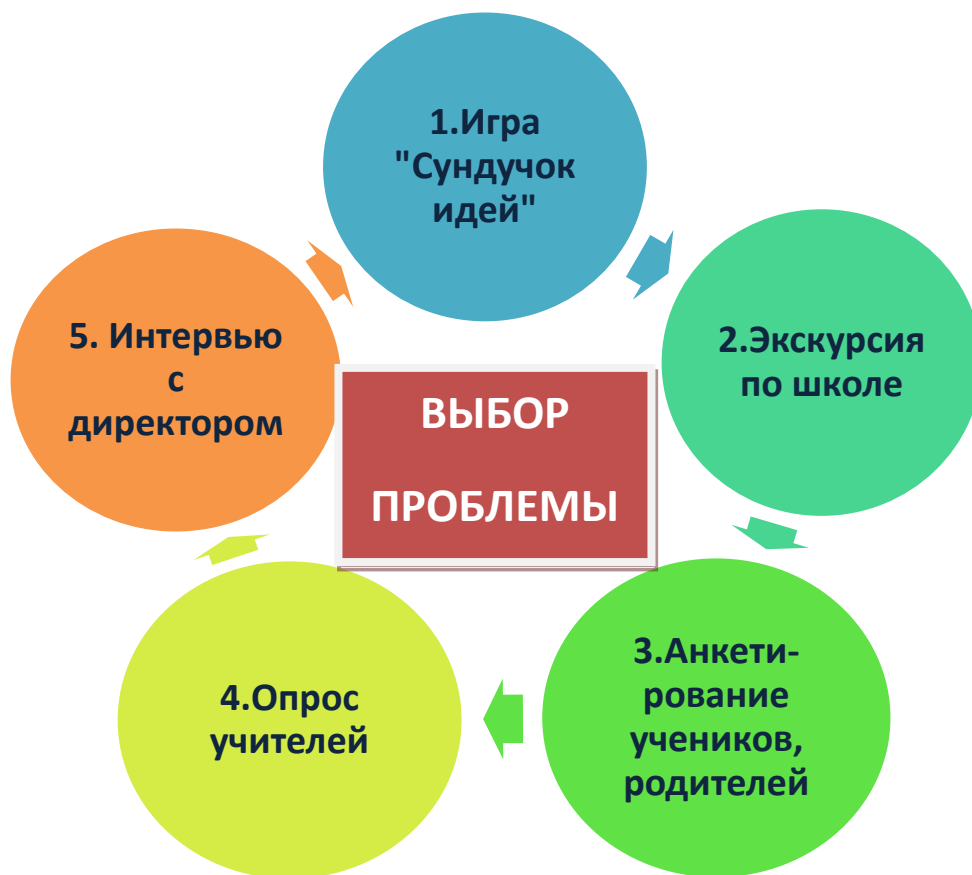 1.Игра
"Сундучок
идей"
2.Экскурсия
по школе
3.Анкети-
рование
учеников,
родителей
4.Опрос
учителей
5. Интервью
с
директором
ВЫБОР
ПРОБЛЕМЫ